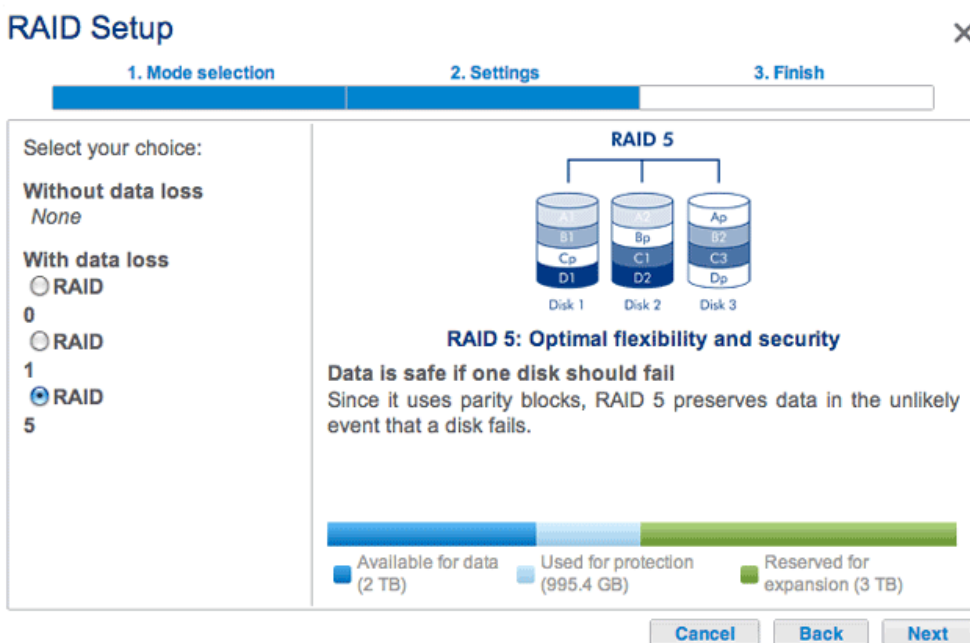 RAID Setup
1. Mode selection
2. Settings
3. Finish
Select your choice:
Without data loss
None
With data loss
RAID
0
RAID
1
RAID
5
RAID 5
A1 A2 Ap
B1 Bp B2
Cp C1 C3
D1 D2 Dp
Disk 1 Disk 2 Disk 3
RAID 5: Optimal flexibility and security
Data is safe if one disk should fail
Since it uses parity blocks, RAID 5 preserves data in the unlikely
event that a disk fails.
Available for data
(2 TB)
Used for protection
(995.4 GB)
Reserved for
expansion (3 TB)
Cancel Back Next